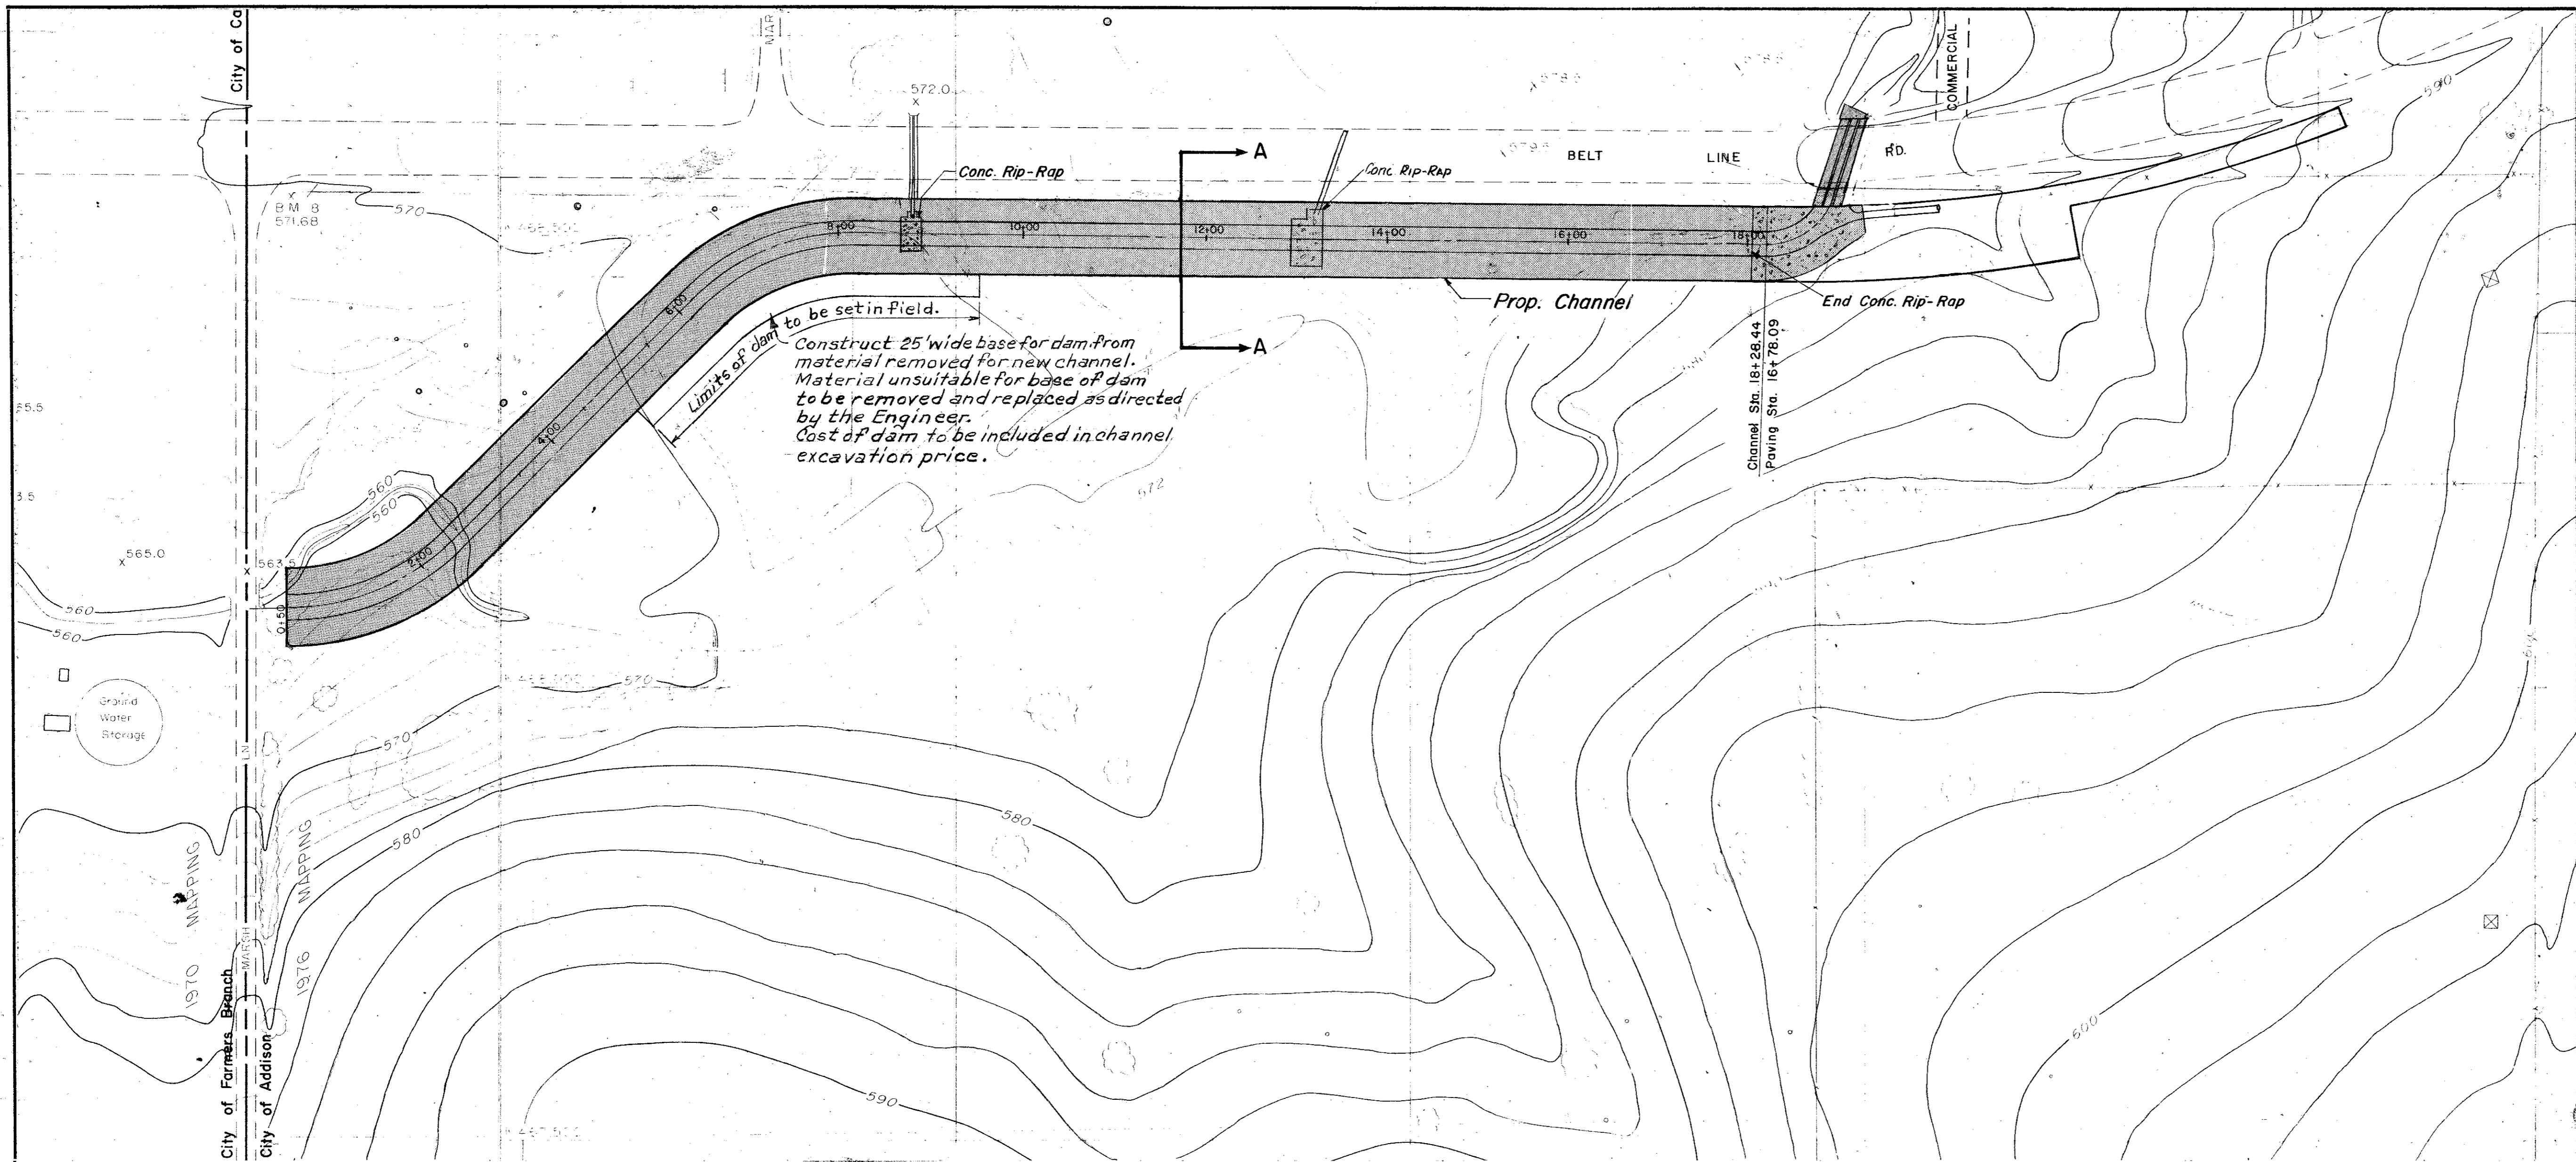 City of Ca
MAR
COMMERCIAL
572.0
590
BELT LINE RD.
A
Conc. Rip-Rap
Conc. Rip-Rap
B M 8
571.68
570
8+00
10+00
12+00
14+00
16+00
18+00
6+00
Prop. Channel
End Conc. Rip-Rap
Limits of dam to be set in field.
A
Construct 25' wide base for dam from
material removed for new channel.
Material unsuitable for base of dam
to be removed and replaced as directed
by the Engineer.
Cost of dam to be included in channel
excavation price.
Channel Sta. 18+28.44
Paving Sta. 16+78.09
4+00
560
560
572
3.5
565.0
563.5
2+00
0+50
560
560
570
Ground
Water
Storage
LN
570
580
580
1970 MAPPING
1976 MAPPING
MARSH
City of Farmers Branch
City of Addison
590
600